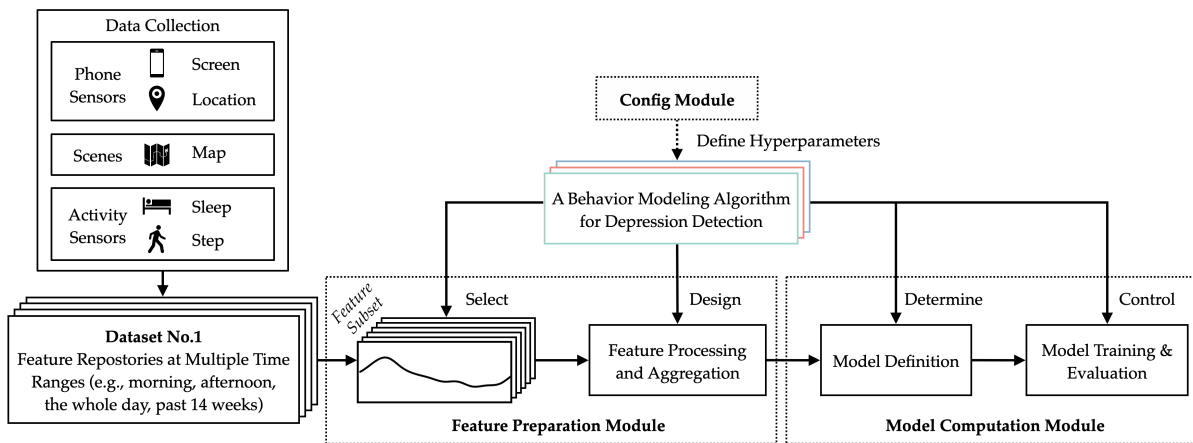 Data Collection
Phone
Sensors
Screen
Location
Scenes
Map
Activity
Sensors
Sleep
Step
Config Module
Define Hyperparameters
A Behavior Modeling Algorithm
for Depression Detection
Dataset No.1
Feature Repostories at Multiple Time
Ranges (e.g., morning, afternoon,
the whole day, past 14 weeks)
Feature
Subset
Select
Design
Determine
Control
Feature Processing
and Aggregation
Model Definition
Model Training &
Evaluation
Feature Preparation Module
Model Computation Module